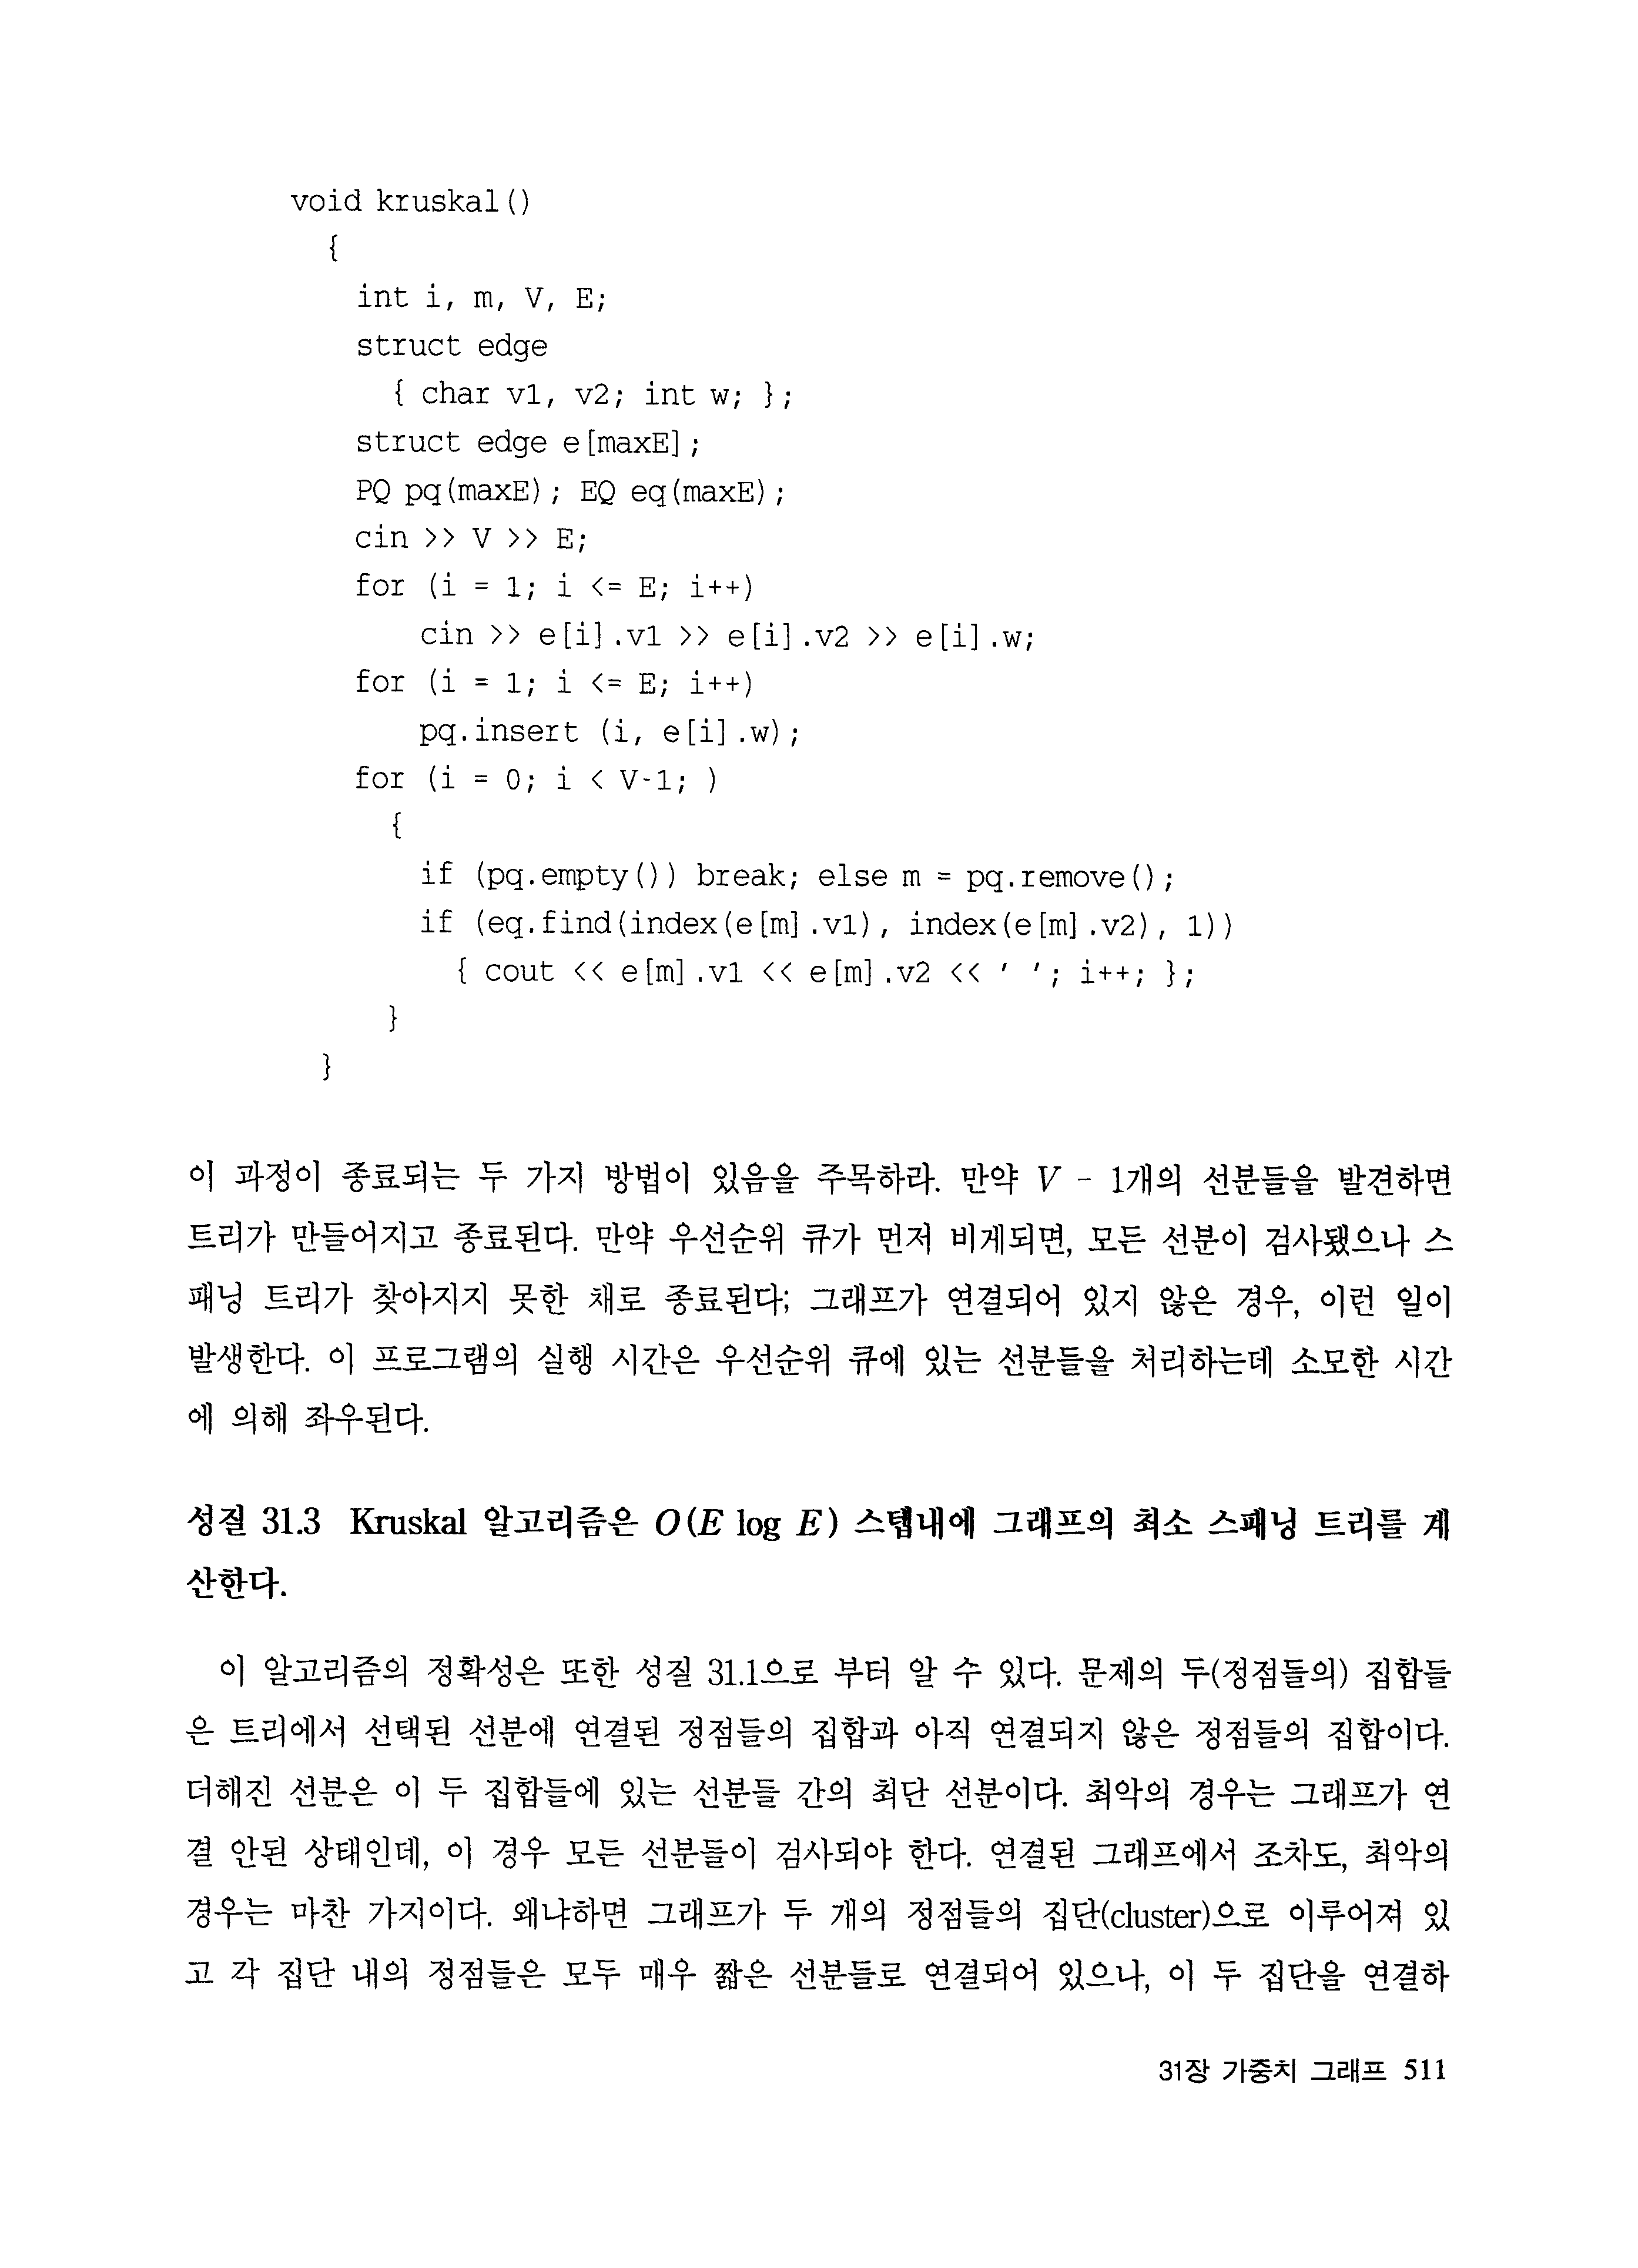 void kruskal()
{
int i, m, V, E;
struct edge
{ char v1, v2; int w; };
struct edge e[maxE];
PQ pq(maxE); EQ eq(maxE);
cin >> V >> E;
for (i = 1; i <= E; i++)
cin >> e[i].v1 >> e[i].v2 >> e[i].w;
for (i = 1; i <= E; i++)
pq.insert (i, e[i].w);
for (i = 0; i < V-1; )
{
if (pq.empty()) break; else m = pq.remove();
if (eq.find(index(e[m].v1), index(e[m].v2), 1))
{ cout << e[m].v1 << e[m].v2 << ' '; i++; };
}
}
이 과정이 종료되는 두 가지 방법이 있음을 주목하라. 만약 V - 1개의 선분들을 발견하면
트리가 만들어지고 종료된다. 만약 우선순위 큐가 먼저 비게되면, 모든 선분이 검사됐으나 스
패닝 트리가 찾아지지 못한 채로 종료된다; 그래프가 연결되어 있지 않은 경우, 이런 일이
발생한다. 이 프로그램의 실행 시간은 우선순위 큐에 있는 선분들을 처리하는데 소모한 시간
에 의해 좌우된다.
성질 31.3 Kruskal 알고리즘은 O(E log E) 스텝내에 그래프의 최소 스패닝 트리를 계
산한다.
이 알고리즘의 정확성은 또한 성질 31.1으로 부터 알 수 있다. 문제의 두(정점들의) 집합들
은 트리에서 선택된 선분에 연결된 정점들의 집합과 아직 연결되지 않은 정점들의 집합이다.
더해진 선분은 이 두 집합들에 있는 선분들 간의 최단 선분이다. 최악의 경우는 그래프가 연
결 안된 상태인데, 이 경우 모든 선분들이 검사되야 한다. 연결된 그래프에서 조차도, 최악의
경우는 마찬 가지이다. 왜냐하면 그래프가 두 개의 정점들의 집단(cluster)으로 이루어져 있
고 각 집단 내의 정점들은 모두 매우 짧은 선분들로 연결되어 있으나, 이 두 집단을 연결하
31장 가중치 그래프 511